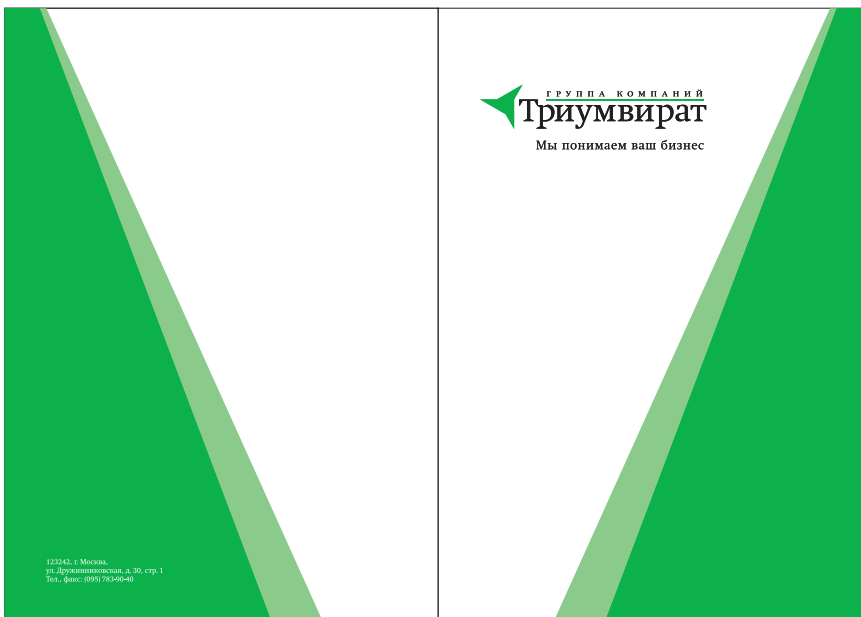 ГРУППА КОМПАНИЙ
Триумвират
Мы понимаем ваш бизнес
123242, г. Москва,
ул. Дружинниковская, д. 30, стр. 1
Тел., факс: (095) 783-90-40